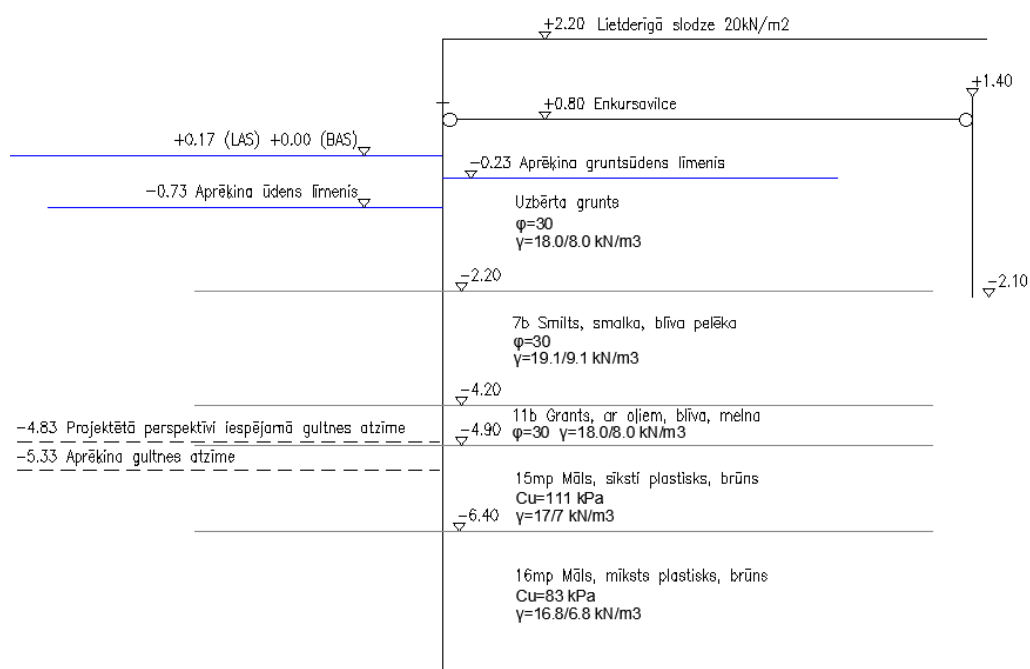 +2.20 Lietderīgā slodze 20kN/m2
+1.40
+0.80 Enkursavilce
+0.17 (LAS) +0.00 (BAS)
-0.23 Aprēķina gruntsūdens līmenis
-0.73 Aprēķina ūdens līmenis
Uzbērta grunts
φ=30
γ=18.0/8.0 kN/m3
-2.20
-2.10
7b Smilts, smalka, blīva pelēka
φ=30
γ=19.1/9.1 kN/m3
-4.20
11b Grants, ar oļiem, blīva, melna
-4.83 Projektētā perspektīvi iespējamā gultnes atzīme
-4.90 φ=30 γ=18.0/8.0 kN/m3
-5.33 Aprēķina gultnes atzīme
15mp Māls, sīksti plastisks, brūns
Cu=111 kPa
γ=17/7 kN/m3
-6.40
16mp Māls, mīksts plastisks, brūns
Cu=83 kPa
γ=16.8/6.8 kN/m3